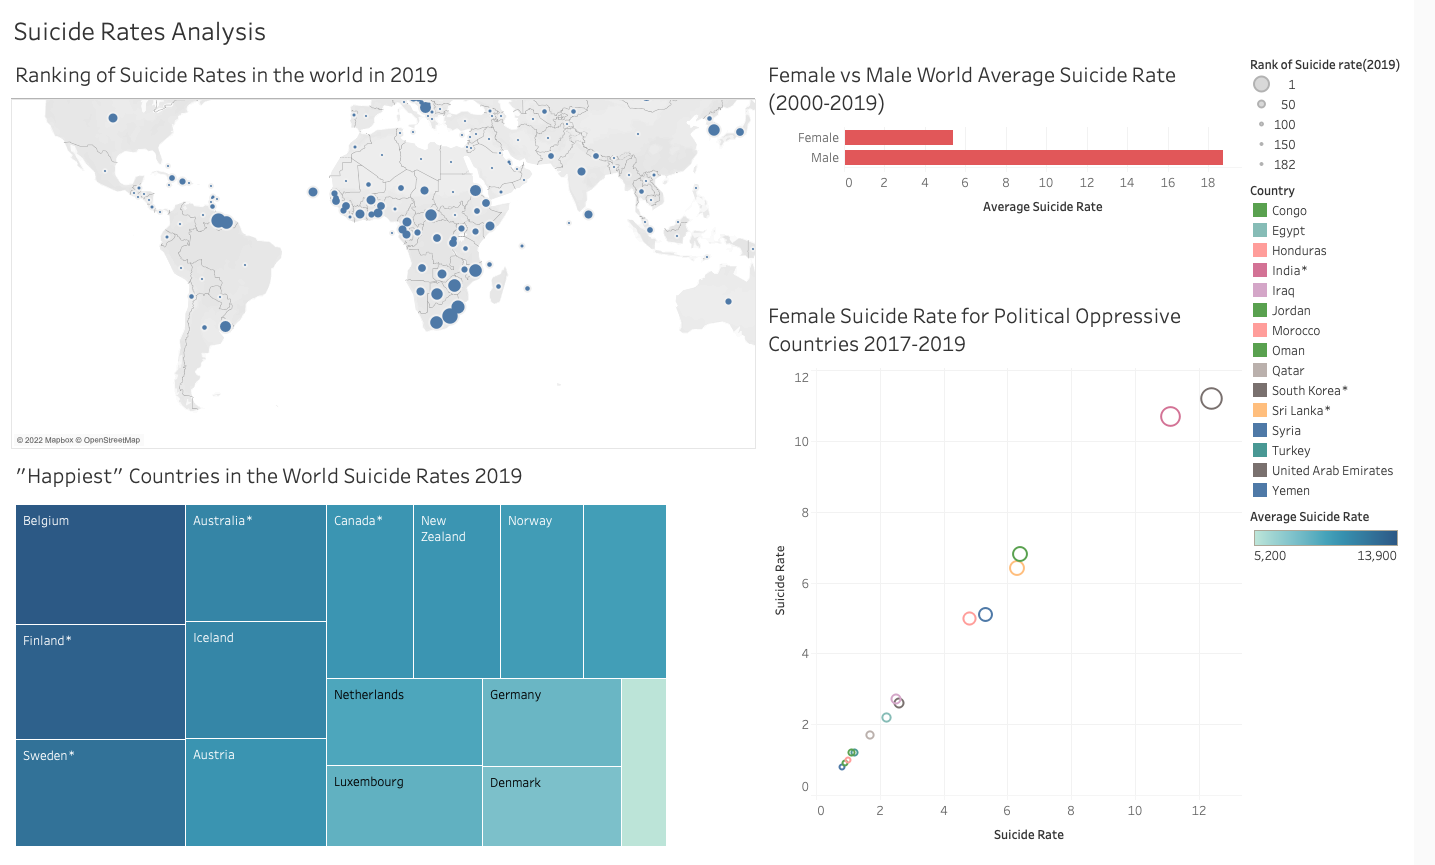 Suicide Rates Analysis
Ranking of Suicide Rates in the world in 2019
© 2022 Mapbox © OpenStreetMap
"Happiest" Countries in the World Suicide Rates 2019
Belgium
Finland*
Sweden*
Australia*
Iceland
Austria
Canada*
New
Zealand
Norway
Netherlands
Luxembourg
Germany
Denmark
Female vs Male World Average Suicide Rate
(2000-2019)
Female
Male
0 2 4 6 8 10 12 14 16 18
Average Suicide Rate
Female Suicide Rate for Political Oppressive
Countries 2017-2019
12
10
8
6
4
2
0
Suicide Rate
0 2 4 6 8 10 12
Suicide Rate
Rank of Suicide rate(2019)
1
50
100
150
182
Country
Congo
Egypt
Honduras
India*
Iraq
Jordan
Morocco
Oman
Qatar
South Korea*
Sri Lanka*
Syria
Turkey
United Arab Emirates
Yemen
Average Suicide Rate
5,200 13,900